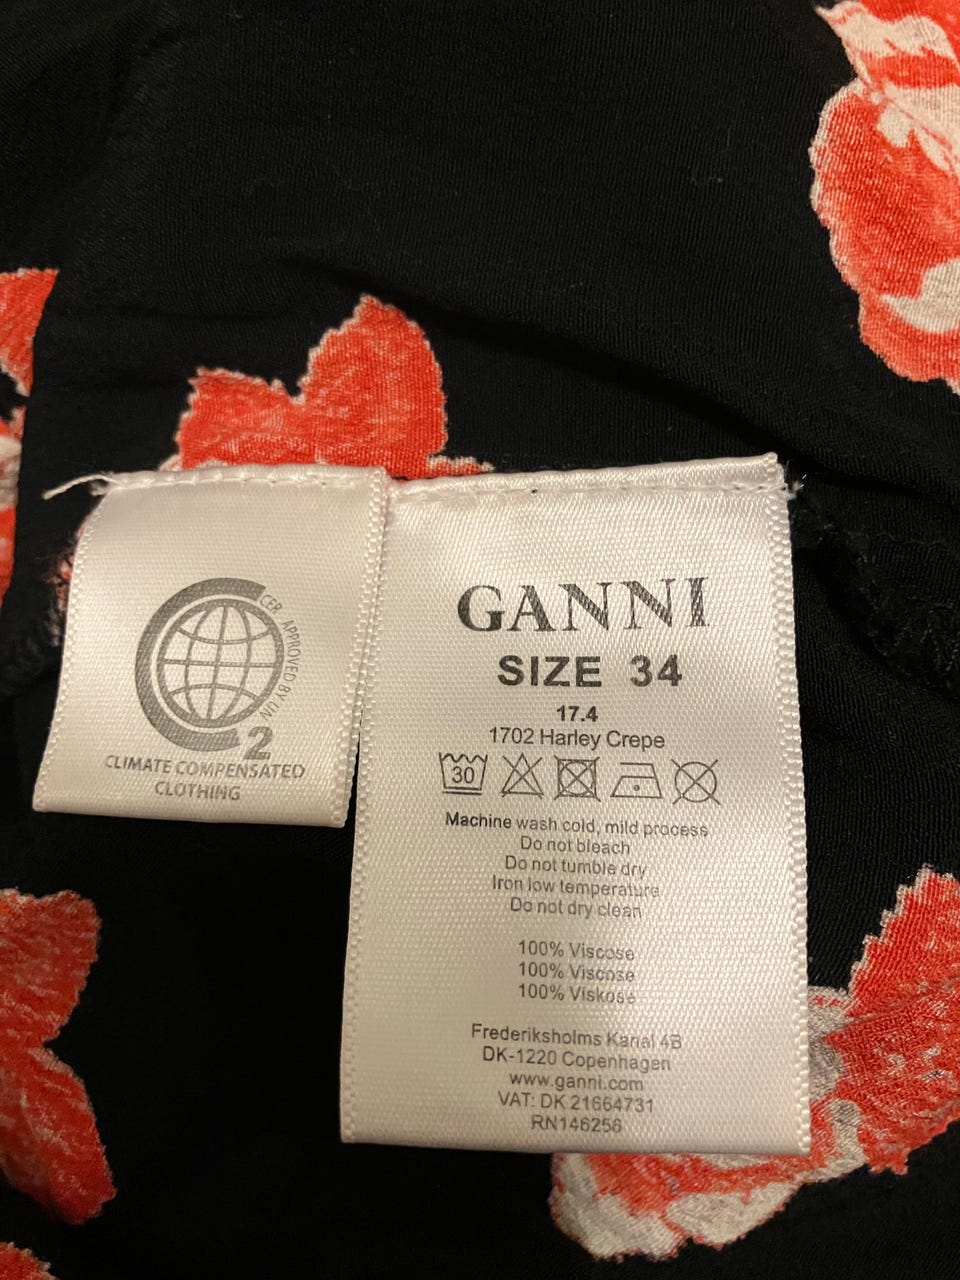 CER APPROVED BY UN
2
CLIMATE COMPENSATED
CLOTHING
GANNI
SIZE 34
17.4
1702 Harley Crepe
30
Machine wash cold, mild process
Do not bleach
Do not tumble dry
Iron low temperature
Do not dry clean
100% Viscose
100% Viscose
100% Viskose
Frederiksholms Kanal 4B
DK-1220 Copenhagen
www.ganni.com
VAT: DK 21664731
RN146256